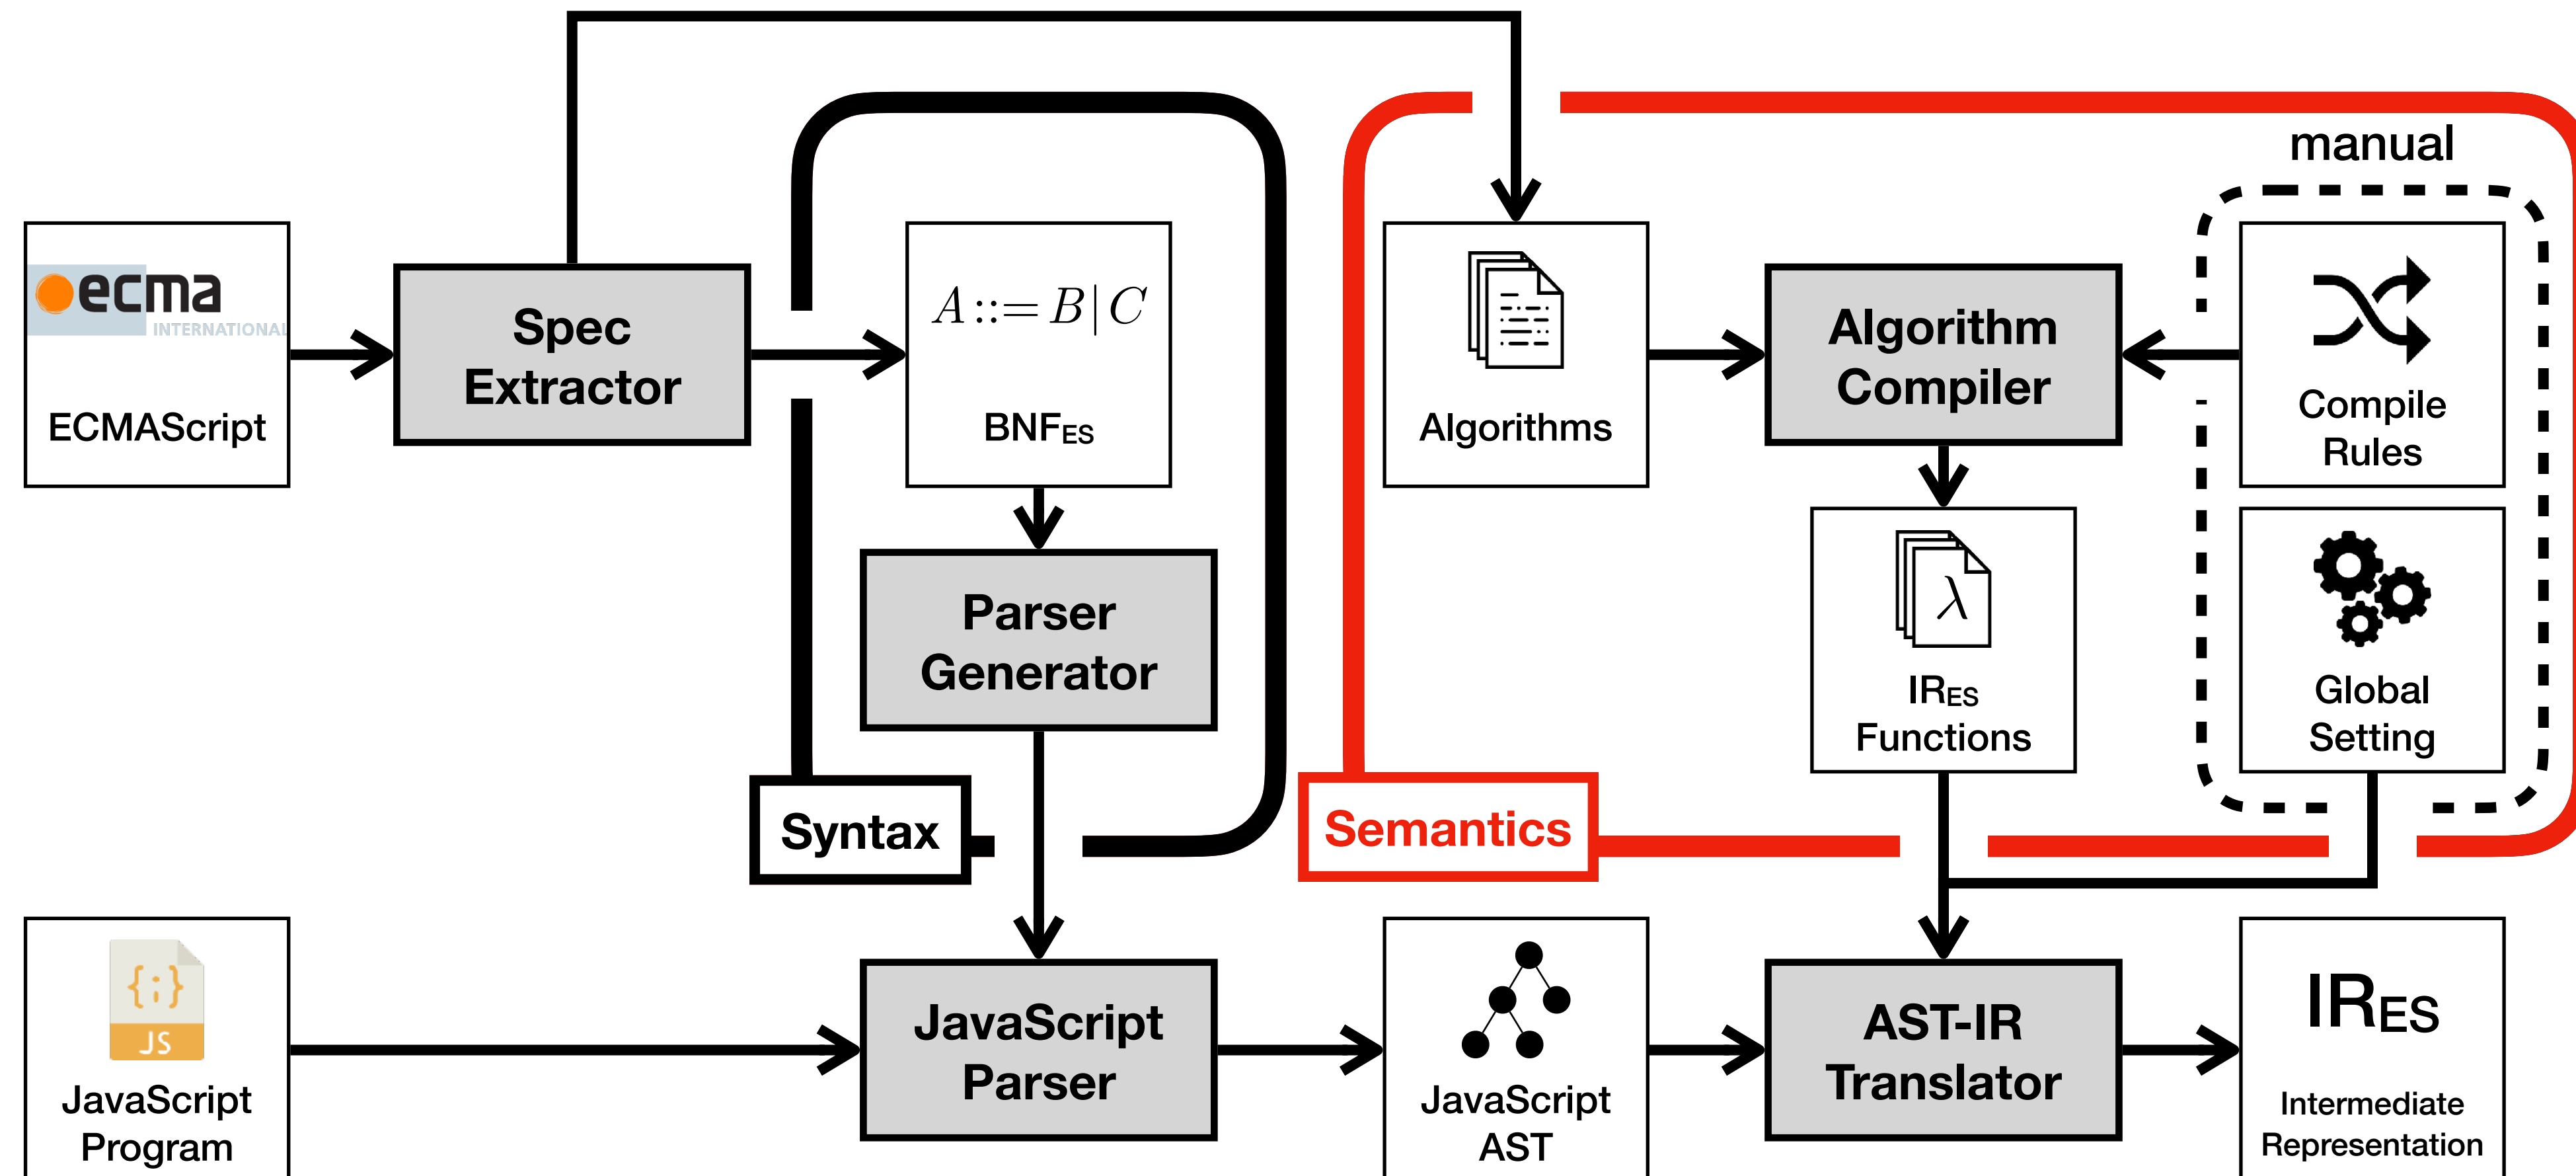 manual
ecma
INTERNATIONAL
ECMAScript
Spec
Extractor
A ::= B | C
BNFES
Algorithms
Algorithm
Compiler
Compile
Rules
Parser
Generator
λ
IRES
Functions
Global
Setting
Syntax
Semantics
{;}
JS
JavaScript
Program
JavaScript
Parser
JavaScript
AST
AST-IR
Translator
IRES
Intermediate
Representation